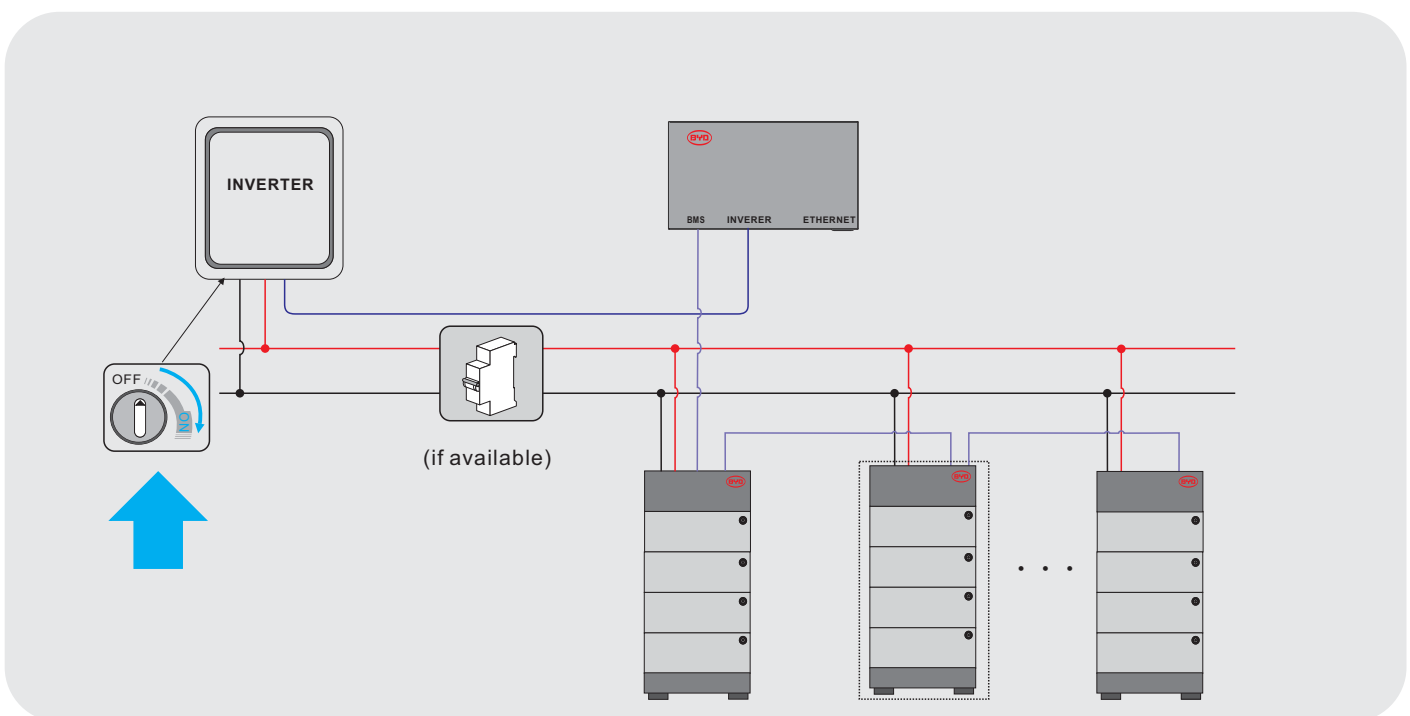 BYD
INVERTER
BMS INVERER ETHERNET
OFF
ON
(if available)
BYD
BYD
BYD